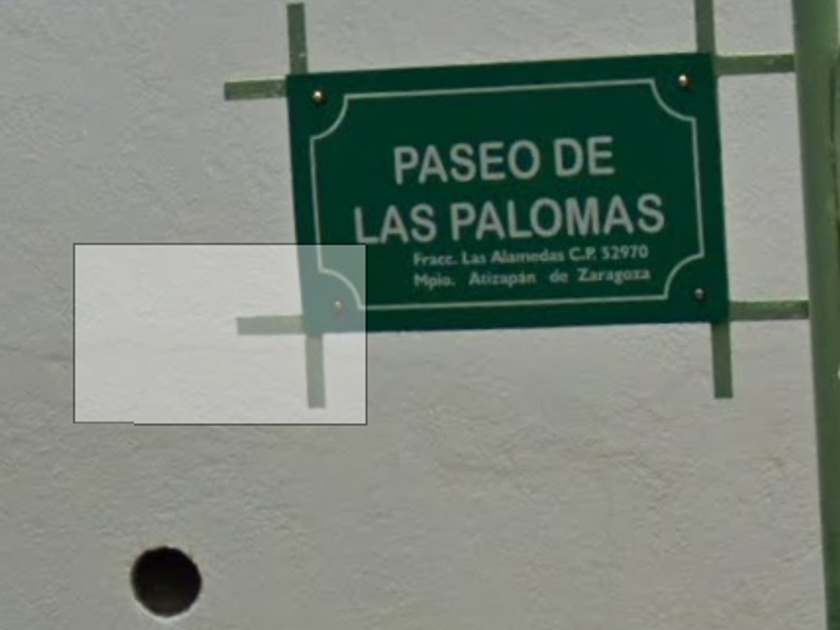 PASEO DE
LAS PALOMAS
Fracc. Las Alamedas C.P. 52970
Mpio. Atizapán de Zaragoza